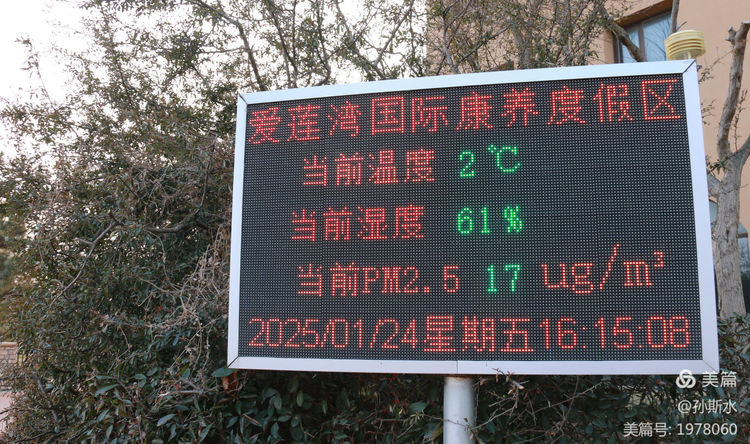 爱莲湾国际康养度假区
当前温度 2℃
当前湿度 61%
当前PM2.5 17 ug/m³
2025/01/24星期五16:15:08
美篇
@孙斯水
美篇号: 1978060